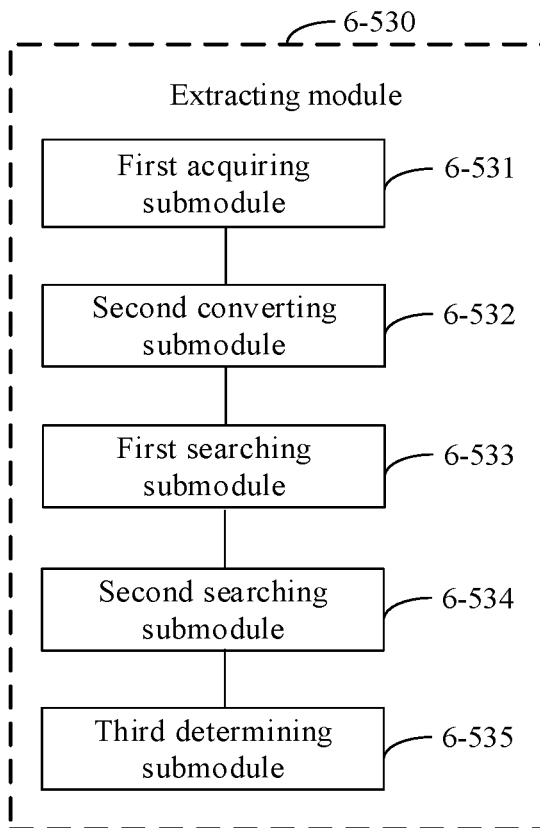 6-530
Extracting module
First acquiring
submodule
6-531
Second converting
submodule
6-532
First searching
submodule
6-533
Second searching
submodule
6-534
Third determining
submodule
6-535